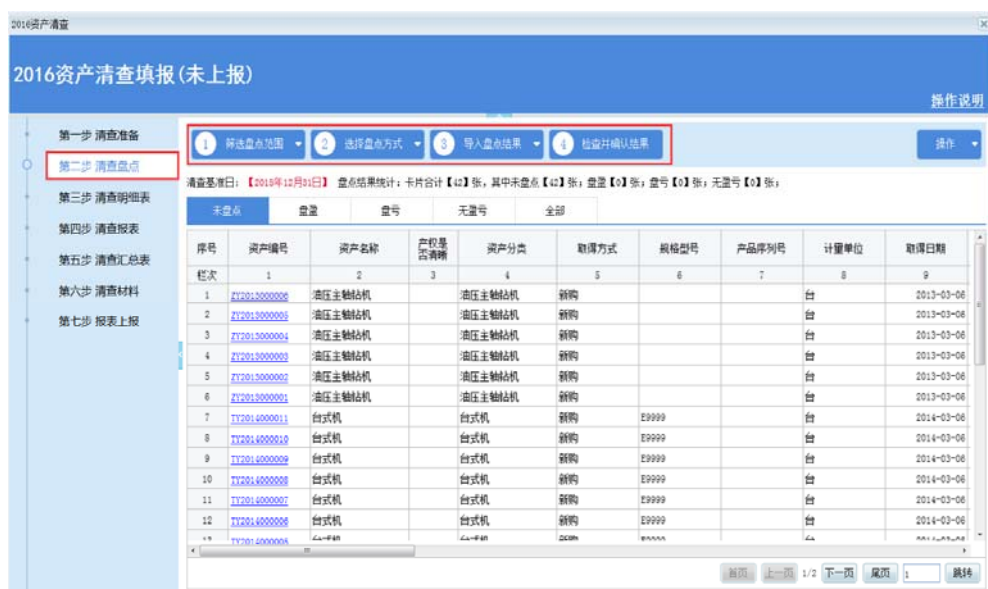 2016资产清查
2016资产清查填报(未上报)
操作说明
第一步 清查准备
第二步 清查盘点
第三步 清查明细表
第四步 清查报表
第五步 清查汇总表
第六步 清查材料
第七步 报表上报
1 筛选盘点范围 2 选择盘点方式 3 导入盘点结果 4 检查并确认结果 操作
清查基准日：【2015年12月31日】 盘点结果统计：卡片合计【42】张，其中未盘点【42】张；盘盈【0】张；盘亏【0】张；无盈亏【0】张；
未盘点 盘盈 盘亏 无盈亏 全部
序号 资产编号 资产名称 产权是否清晰 资产分类 取得方式 规格型号 产品序列号 计量单位 取得日期
栏次 1 2 3 4 5 6 7 8 9
1 ZY2013000006 油压主轴钻机 油压主轴钻机 新购 台 2013-03-06
2 ZY2013000005 油压主轴钻机 油压主轴钻机 新购 台 2013-03-06
3 ZY2013000004 油压主轴钻机 油压主轴钻机 新购 台 2013-03-06
4 ZY2013000003 油压主轴钻机 油压主轴钻机 新购 台 2013-03-06
5 ZY2013000002 油压主轴钻机 油压主轴钻机 新购 台 2013-03-06
6 ZY2013000001 油压主轴钻机 油压主轴钻机 新购 台 2013-03-06
7 TY2014000011 台式机 台式机 新购 E9999 台 2014-03-06
8 TY2014000010 台式机 台式机 新购 E9999 台 2014-03-06
9 TY2014000009 台式机 台式机 新购 E9999 台 2014-03-06
10 TY2014000008 台式机 台式机 新购 E9999 台 2014-03-06
11 TY2014000007 台式机 台式机 新购 E9999 台 2014-03-06
12 TY2014000006 台式机 台式机 新购 E9999 台 2014-03-06
首页 上一页 1/2 下一页 尾页 1 跳转